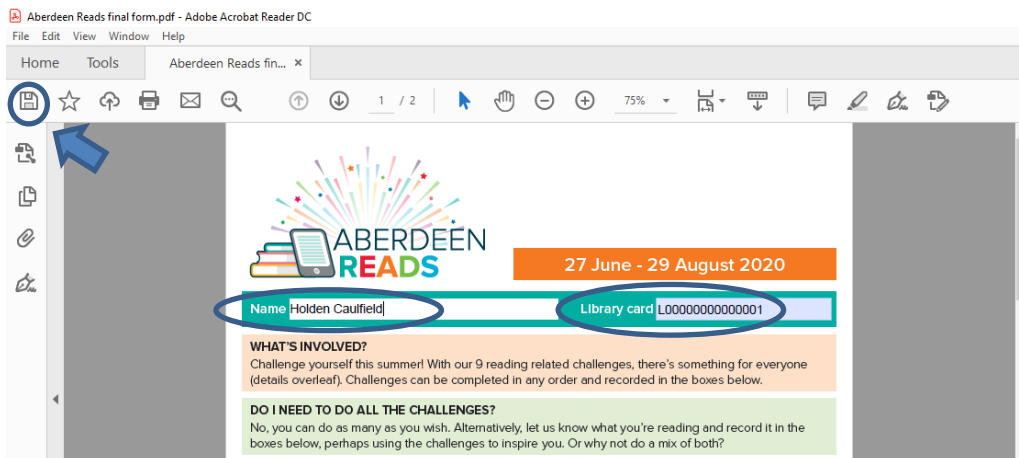 Aberdeen Reads final form.pdf - Adobe Acrobat Reader DC
File Edit View Window Help
Home Tools Aberdeen Reads fin... ×
1 / 2 75%
ABERDEEN
READS
27 June - 29 August 2020
Name Holden Caulfield Library card L00000000000001
WHAT'S INVOLVED?
Challenge yourself this summer! With our 9 reading related challenges, there's something for everyone
(details overleaf). Challenges can be completed in any order and recorded in the boxes below.
DO I NEED TO DO ALL THE CHALLENGES?
No, you can do as many as you wish. Alternatively, let us know what you're reading and record it in the
boxes below, perhaps using the challenges to inspire you. Or why not do a mix of both?